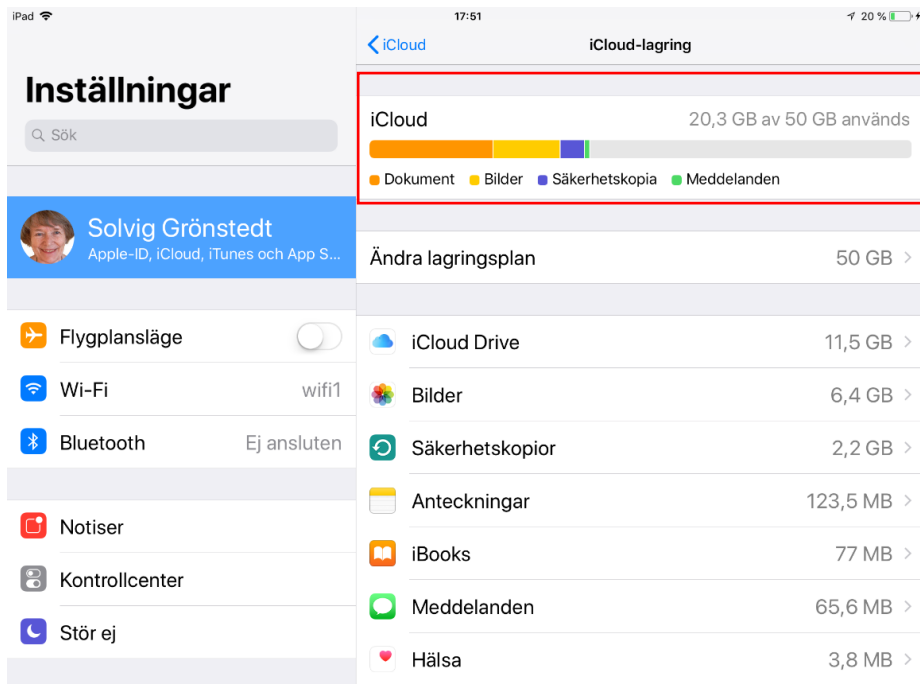 iPad 17:51 20 %
Inställningar
Sök
Solvig Grönstedt
Apple-ID, iCloud, iTunes och App S...
Flygplansläge
Wi-Fi wifi1
Bluetooth Ej ansluten
Notiser
Kontrollcenter
Stör ej
iCloud iCloud-lagring
iCloud 20,3 GB av 50 GB används
Dokument Bilder Säkerhetskopia Meddelanden
Ändra lagringsplan 50 GB
iCloud Drive 11,5 GB
Bilder 6,4 GB
Säkerhetskopior 2,2 GB
Anteckningar 123,5 MB
iBooks 77 MB
Meddelanden 65,6 MB
Hälsa 3,8 MB